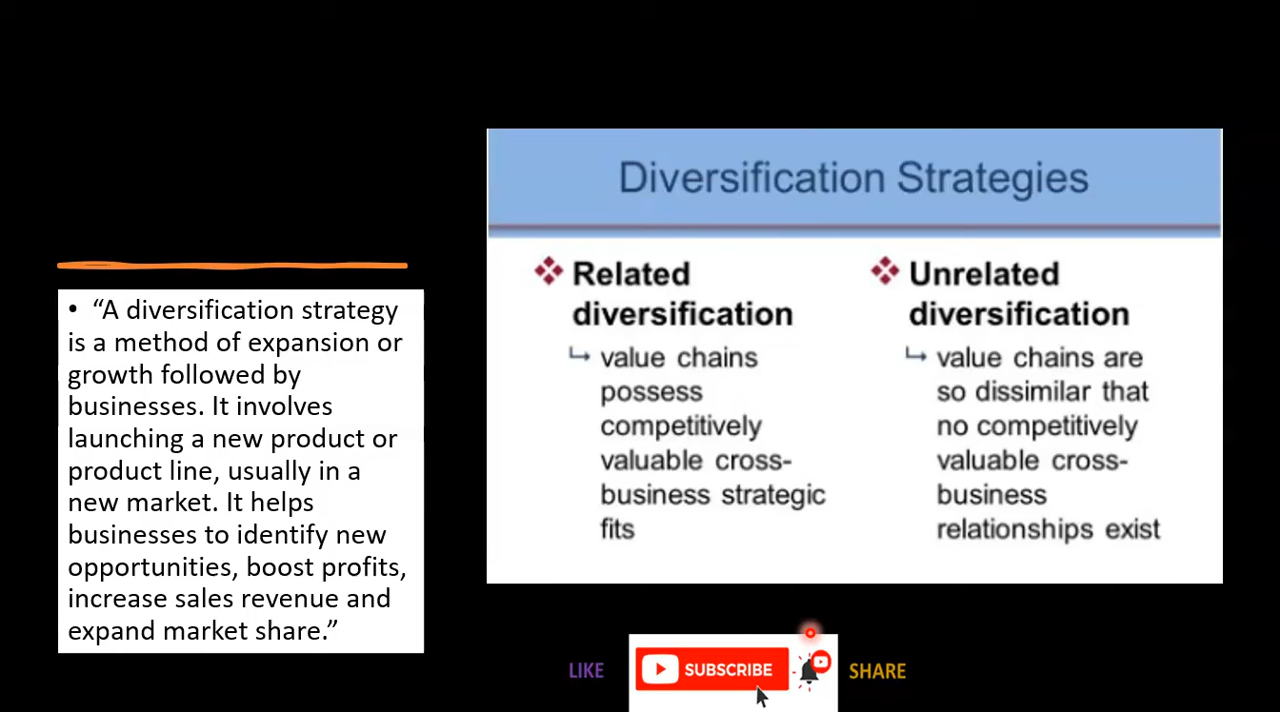 • “A diversification strategy
is a method of expansion or
growth followed by
businesses. It involves
launching a new product or
product line, usually in a
new market. It helps
businesses to identify new
opportunities, boost profits,
increase sales revenue and
expand market share.”
Diversification Strategies
Related
diversification
value chains
possess
competitively
valuable cross-
business strategic
fits
Unrelated
diversification
value chains are
so dissimilar that
no competitively
valuable cross-
business
relationships exist
LIKE
SUBSCRIBE
SHARE